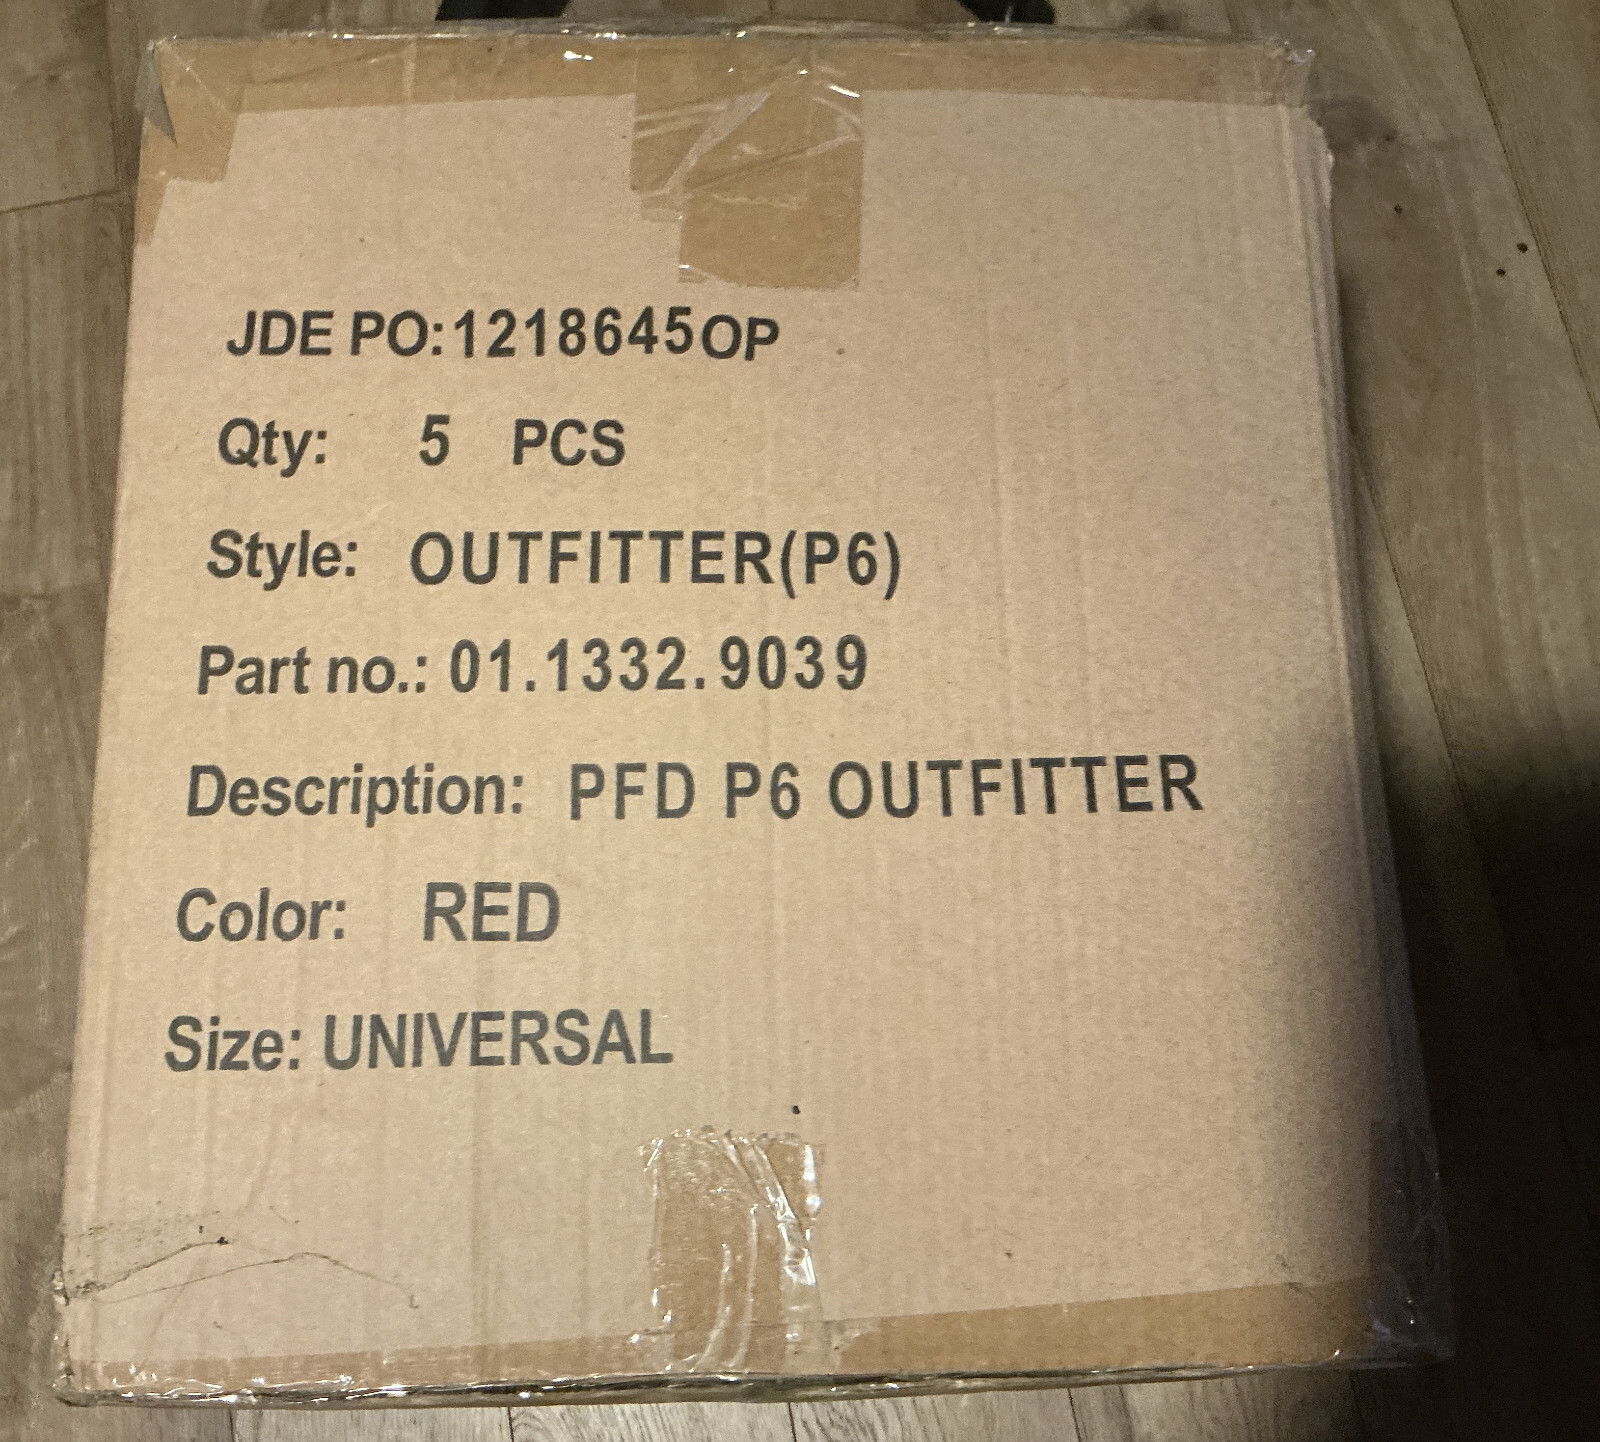 JDE PO:1218645OP
Qty: 5 PCS
Style: OUTFITTER(P6)
Part no.: 01.1332.9039
Description: PFD P6 OUTFITTER
Color: RED
Size: UNIVERSAL